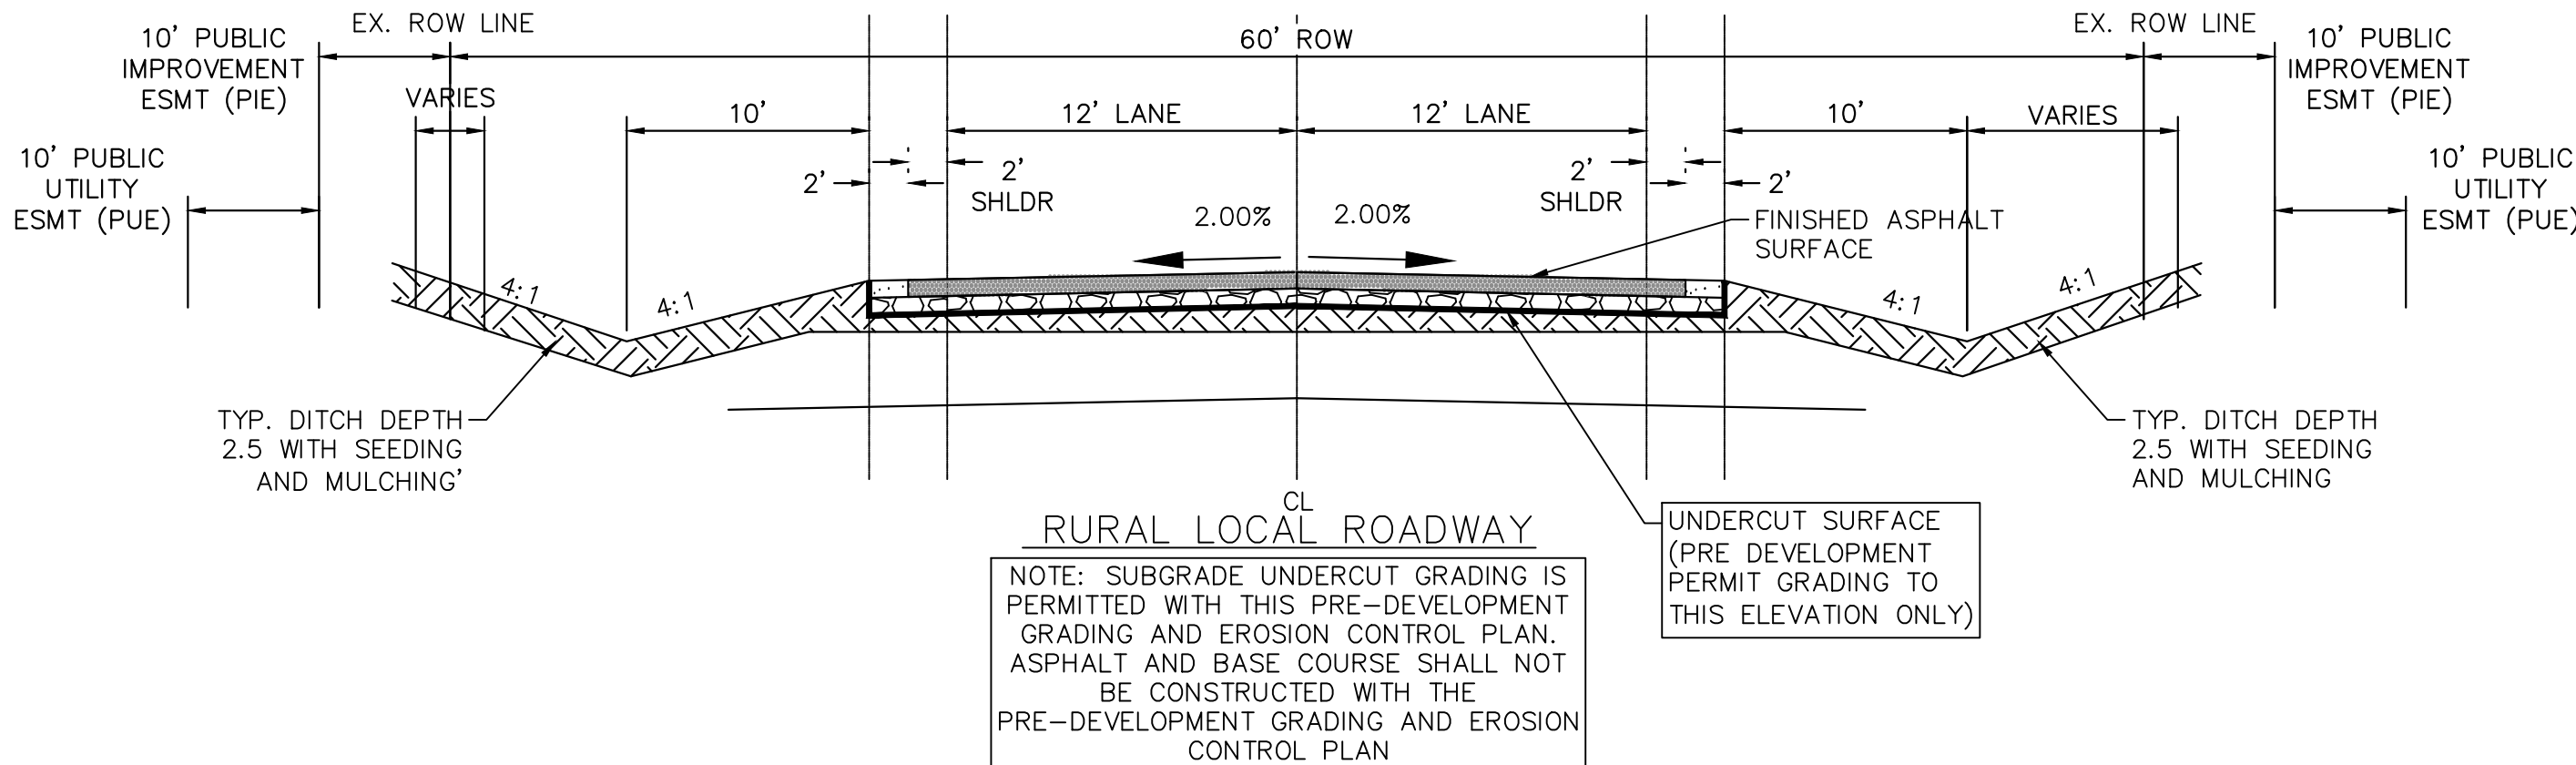 EX. ROW LINE
60' ROW
EX. ROW LINE
10' PUBLIC
IMPROVEMENT
ESMT (PIE)
10' PUBLIC
IMPROVEMENT
ESMT (PIE)
VARIES
10'
12' LANE
12' LANE
10'
VARIES
10' PUBLIC
UTILITY
ESMT (PUE)
2'
2'
SHLDR
2'
SHLDR
2'
10' PUBLIC
UTILITY
ESMT (PUE)
2.00%
2.00%
FINISHED ASPHALT
SURFACE
4:1
4:1
4:1
4:1
TYP. DITCH DEPTH
2.5 WITH SEEDING
AND MULCHING'
TYP. DITCH DEPTH
2.5 WITH SEEDING
AND MULCHING
CL
RURAL LOCAL ROADWAY
UNDERCUT SURFACE
(PRE DEVELOPMENT
PERMIT GRADING TO
THIS ELEVATION ONLY)
NOTE: SUBGRADE UNDERCUT GRADING IS
PERMITTED WITH THIS PRE-DEVELOPMENT
GRADING AND EROSION CONTROL PLAN.
ASPHALT AND BASE COURSE SHALL NOT
BE CONSTRUCTED WITH THE
PRE-DEVELOPMENT GRADING AND EROSION
CONTROL PLAN